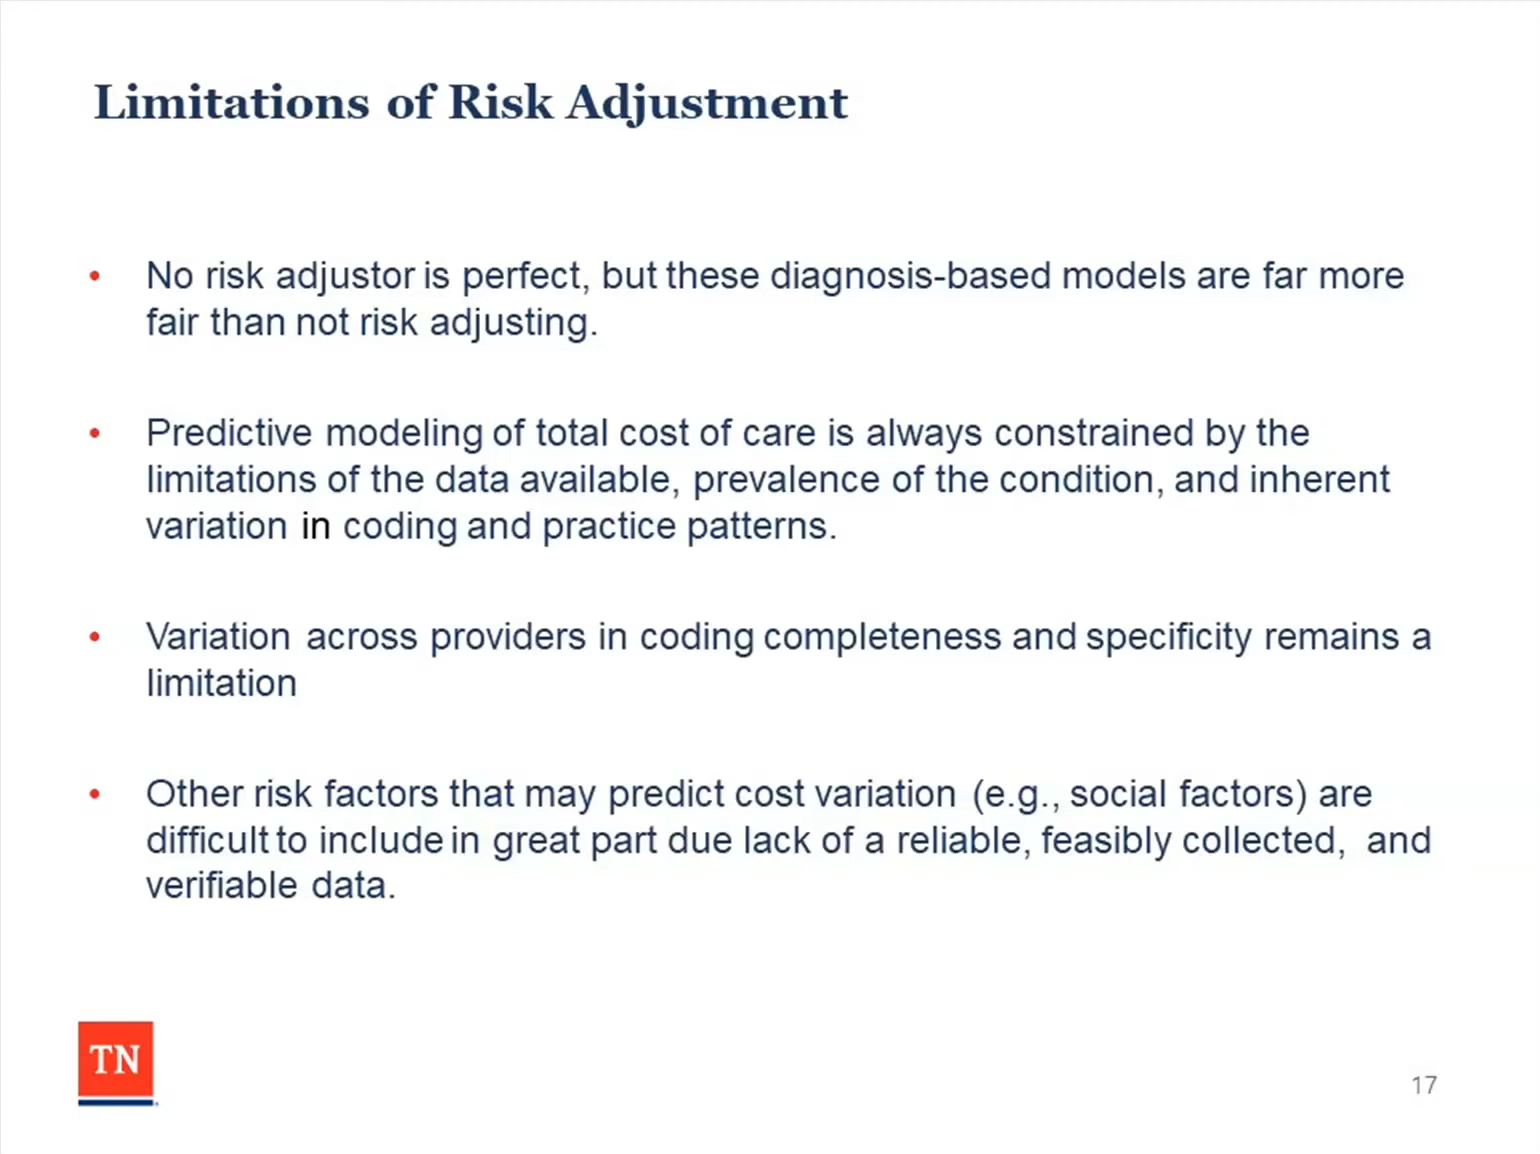 Limitations of Risk Adjustment
• No risk adjustor is perfect, but these diagnosis-based models are far more
fair than not risk adjusting.
• Predictive modeling of total cost of care is always constrained by the
limitations of the data available, prevalence of the condition, and inherent
variation in coding and practice patterns.
• Variation across providers in coding completeness and specificity remains a
limitation
• Other risk factors that may predict cost variation (e.g., social factors) are
difficult to include in great part due lack of a reliable, feasibly collected, and
verifiable data.
TN
17